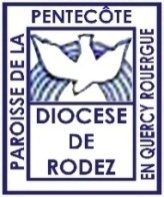 PAROISSE DE LA
PENTECÔTE
EN QUERCY ROUERGUE
DIOCESE
DE
RODEZ